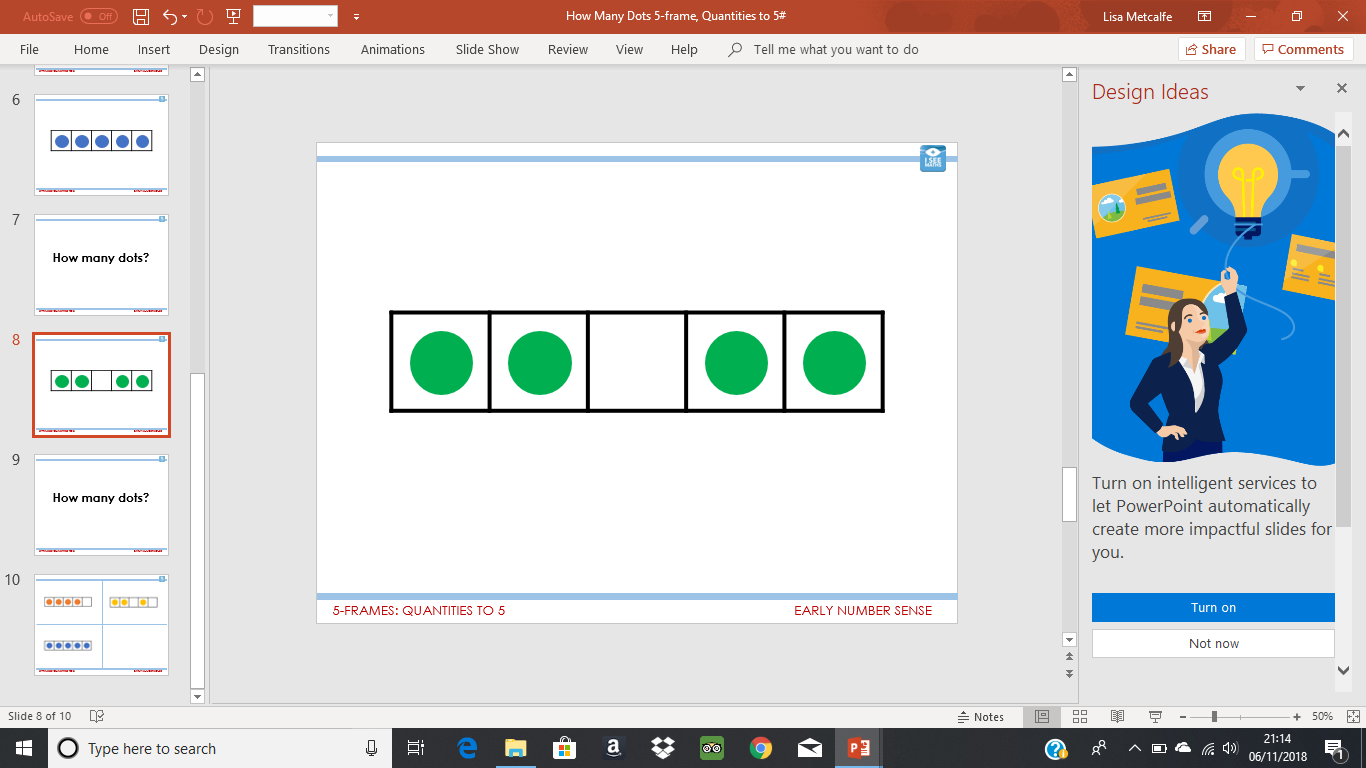 AutoSave Off
How Many Dots 5-frame, Quantities to 5#
Lisa Metcalfe
File Home Insert Design Transitions Animations Slide Show Review View Help Tell me what you want to do
Share Comments
6
7
How many dots?
8
9
How many dots?
10
I SEE
MATHS
5-FRAMES: QUANTITIES TO 5
EARLY NUMBER SENSE
Design Ideas
Turn on intelligent services to
let PowerPoint automatically
create more impactful slides for
you.
Turn on
Not now
Slide 8 of 10
Notes
50%
Type here to search
21:14
06/11/2018
1